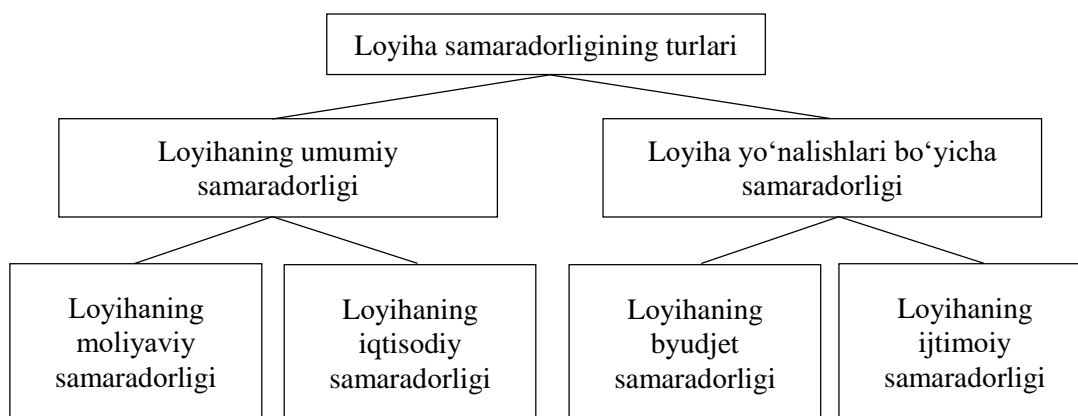 Loyiha samaradorligining turlari
Loyihaning umumiy
samaradorligi
Loyiha yo‘nalishlari bo‘yicha
samaradorligi
Loyihaning
moliyaviy
samaradorligi
Loyihaning
iqtisodiy
samaradorligi
Loyihaning
byudjet
samaradorligi
Loyihaning
ijtimoiy
samaradorligi